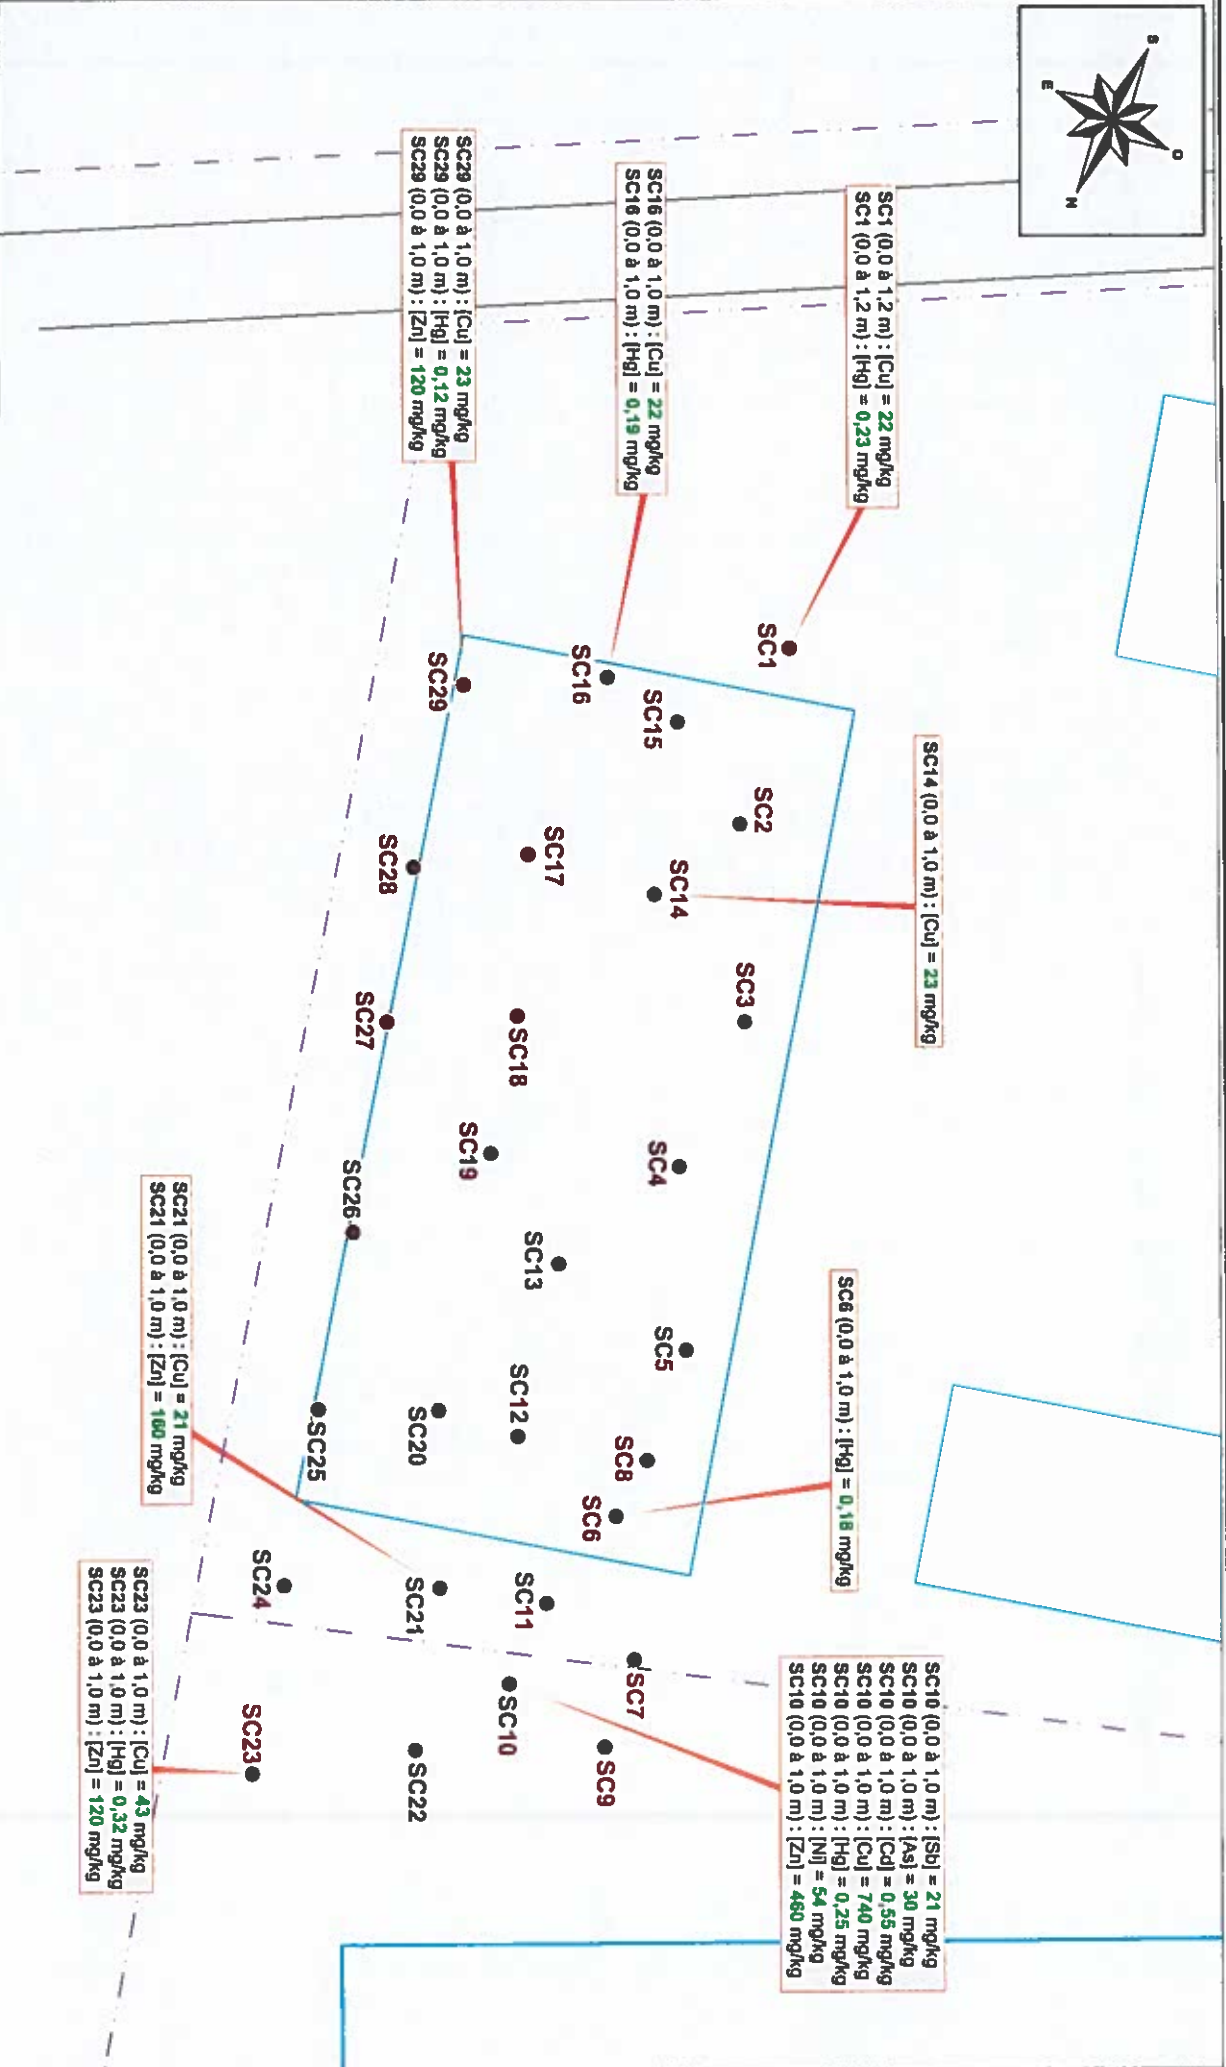 S
E
O
N
SC1 (0,0 à 1,2 m) : [Cu] = 22 mg/kg
SC1 (0,0 à 1,2 m) : [Hg] = 0,23 mg/kg
SC16 (0,0 à 1,0 m) : [Cu] = 22 mg/kg
SC16 (0,0 à 1,0 m) : [Hg] = 0,19 mg/kg
SC29 (0,0 à 1,0 m) : [Cu] = 23 mg/kg
SC29 (0,0 à 1,0 m) : [Hg] = 0,12 mg/kg
SC29 (0,0 à 1,0 m) : [Zn] = 120 mg/kg
SC14 (0,0 à 1,0 m) : [Cu] = 23 mg/kg
SC6 (0,0 à 1,0 m) : [Hg] = 0,18 mg/kg
SC10 (0,0 à 1,0 m) : [Sb] = 21 mg/kg
SC10 (0,0 à 1,0 m) : [As] = 30 mg/kg
SC10 (0,0 à 1,0 m) : [Cd] = 0,55 mg/kg
SC10 (0,0 à 1,0 m) : [Cu] = 740 mg/kg
SC10 (0,0 à 1,0 m) : [Hg] = 0,25 mg/kg
SC10 (0,0 à 1,0 m) : [Ni] = 54 mg/kg
SC10 (0,0 à 1,0 m) : [Zn] = 460 mg/kg
SC21 (0,0 à 1,0 m) : [Cu] = 21 mg/kg
SC21 (0,0 à 1,0 m) : [Zn] = 160 mg/kg
SC23 (0,0 à 1,0 m) : [Cu] = 43 mg/kg
SC23 (0,0 à 1,0 m) : [Hg] = 0,32 mg/kg
SC23 (0,0 à 1,0 m) : [Zn] = 120 mg/kg
SC1
SC2
SC3
SC15
SC14
SC4
SC5
SC8
SC7
SC16
SC6
SC9
SC17
SC18
SC13
SC12
SC11
SC10
SC19
SC29
SC20
SC21
SC22
SC28
SC27
SC26
SC25
SC24
SC23